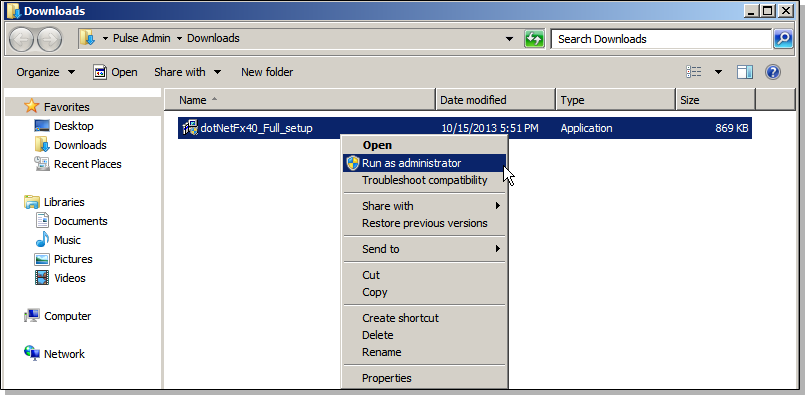 Downloads
Pulse Admin Downloads Search Downloads
Organize Open Share with New folder
Favorites
Desktop
Downloads
Recent Places
Libraries
Documents
Music
Pictures
Videos
Computer
Network
Name Date modified Type Size
dotNetFx40_Full_setup 10/15/2013 5:51 PM Application 869 KB
Open
Run as administrator
Troubleshoot compatibility
Share with
Restore previous versions
Send to
Cut
Copy
Create shortcut
Delete
Rename
Properties